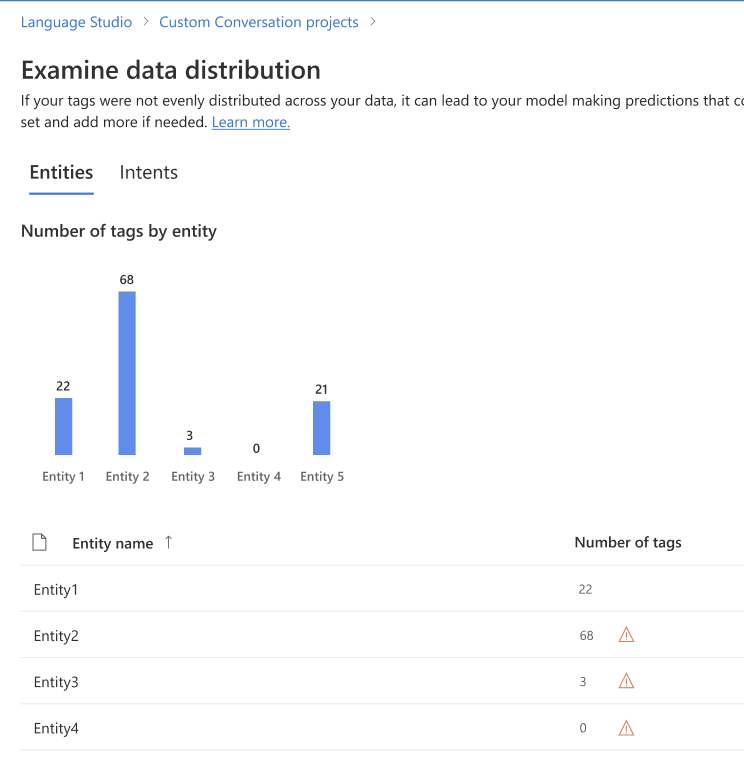 Language Studio > Custom Conversation projects >
Examine data distribution
If your tags were not evenly distributed across your data, it can lead to your model making predictions that
set and add more if needed. Learn more.
Entities Intents
Number of tags by entity
68
22
21
3
0
Entity 1 Entity 2 Entity 3 Entity 4 Entity 5
Entity name ↑ Number of tags
Entity1 22
Entity2 68
Entity3 3
Entity4 0